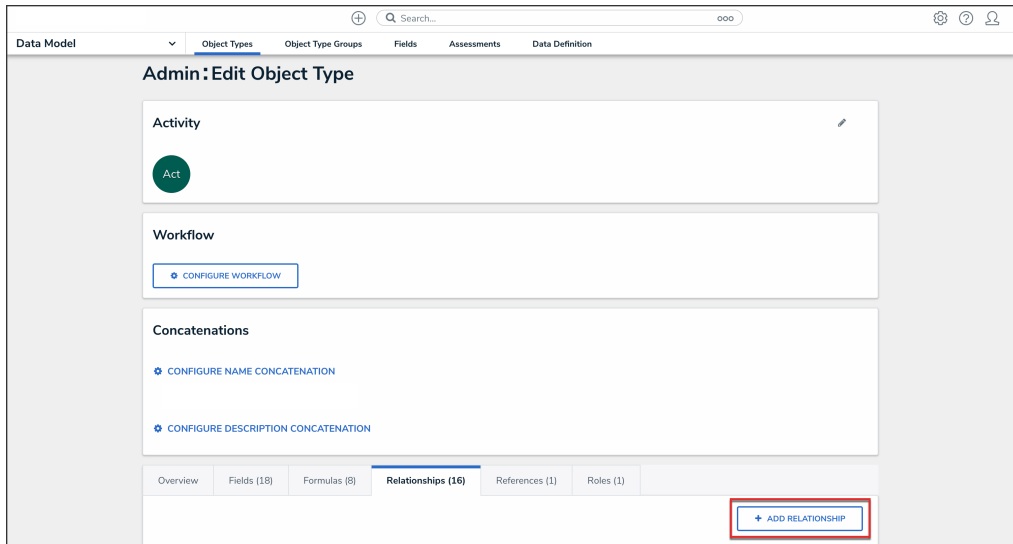 Search...
ooo
Data Model
Object Types Object Type Groups Fields Assessments Data Definition
Admin:Edit Object Type
Activity
Act
Workflow
CONFIGURE WORKFLOW
Concatenations
CONFIGURE NAME CONCATENATION
CONFIGURE DESCRIPTION CONCATENATION
Overview Fields (18) Formulas (8) Relationships (16) References (1) Roles (1)
+ ADD RELATIONSHIP